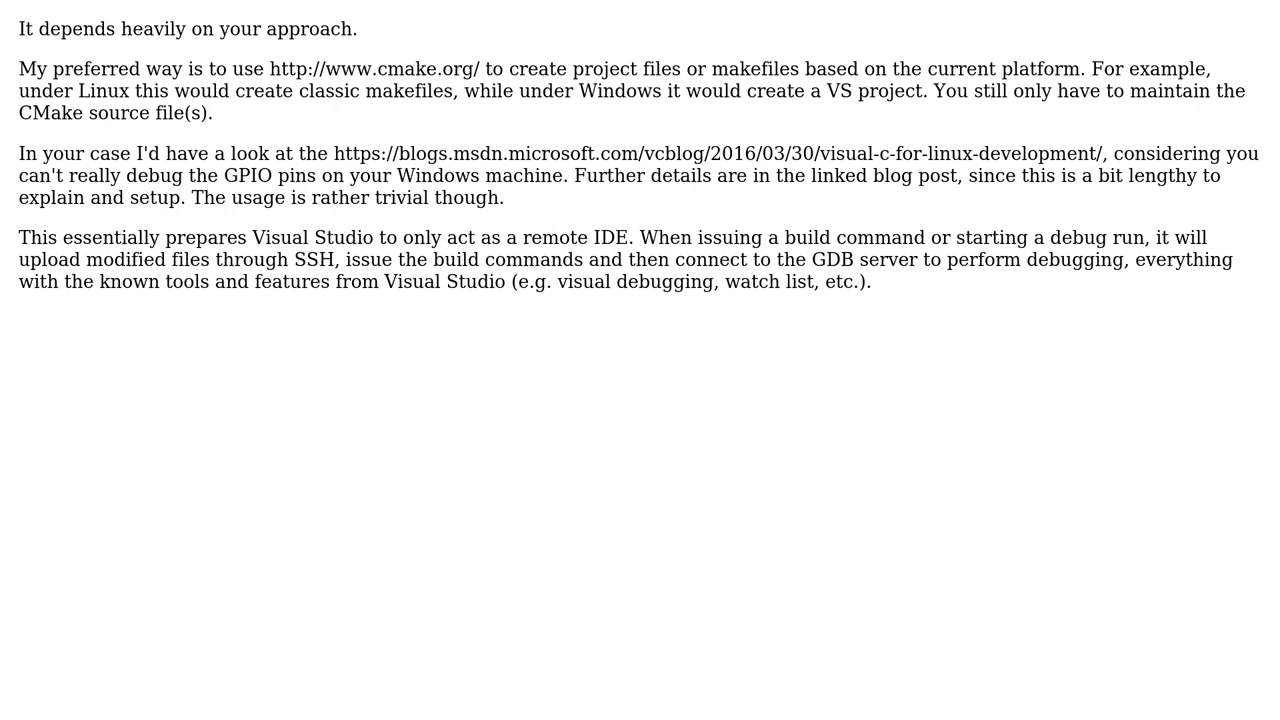 It depends heavily on your approach.
My preferred way is to use http://www.cmake.org/ to create project files or makefiles based on the current platform. For example,
under Linux this would create classic makefiles, while under Windows it would create a VS project. You still only have to maintain the
CMake source file(s).
In your case I'd have a look at the https://blogs.msdn.microsoft.com/vcblog/2016/03/30/visual-c-for-linux-development/, considering you
can't really debug the GPIO pins on your Windows machine. Further details are in the linked blog post, since this is a bit lengthy to
explain and setup. The usage is rather trivial though.
This essentially prepares Visual Studio to only act as a remote IDE. When issuing a build command or starting a debug run, it will
upload modified files through SSH, issue the build commands and then connect to the GDB server to perform debugging, everything
with the known tools and features from Visual Studio (e.g. visual debugging, watch list, etc.).